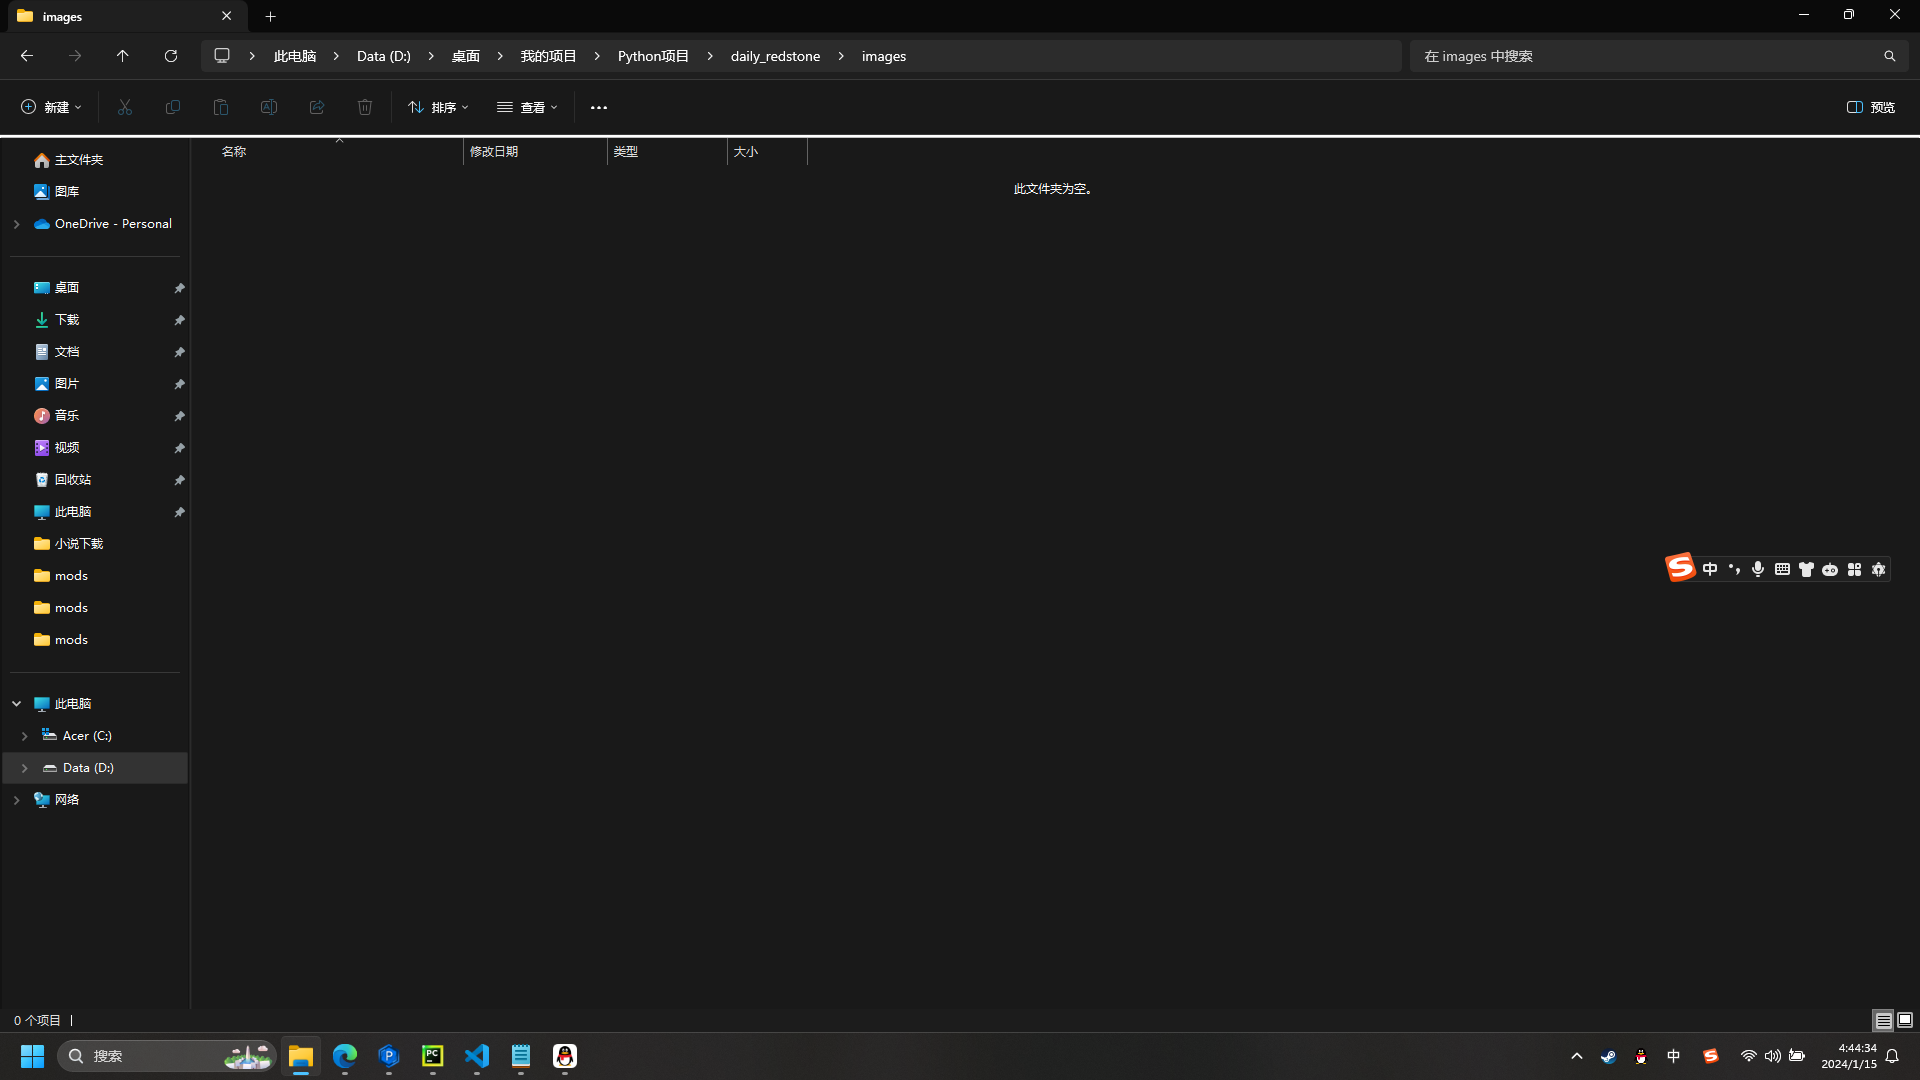 images
此电脑
Data (D:)
桌面
我的项目
Python项目
daily_redstone
images
在 images 中搜索
新建
排序
查看
预览
名称
修改日期
类型
大小
此文件夹为空。
主文件夹
图库
OneDrive - Personal
桌面
下载
文档
图片
音乐
视频
回收站
此电脑
小说下载
mods
mods
mods
此电脑
Acer (C:)
Data (D:)
网络
中
0 个项目
搜索
中
4:44:34
2024/1/15